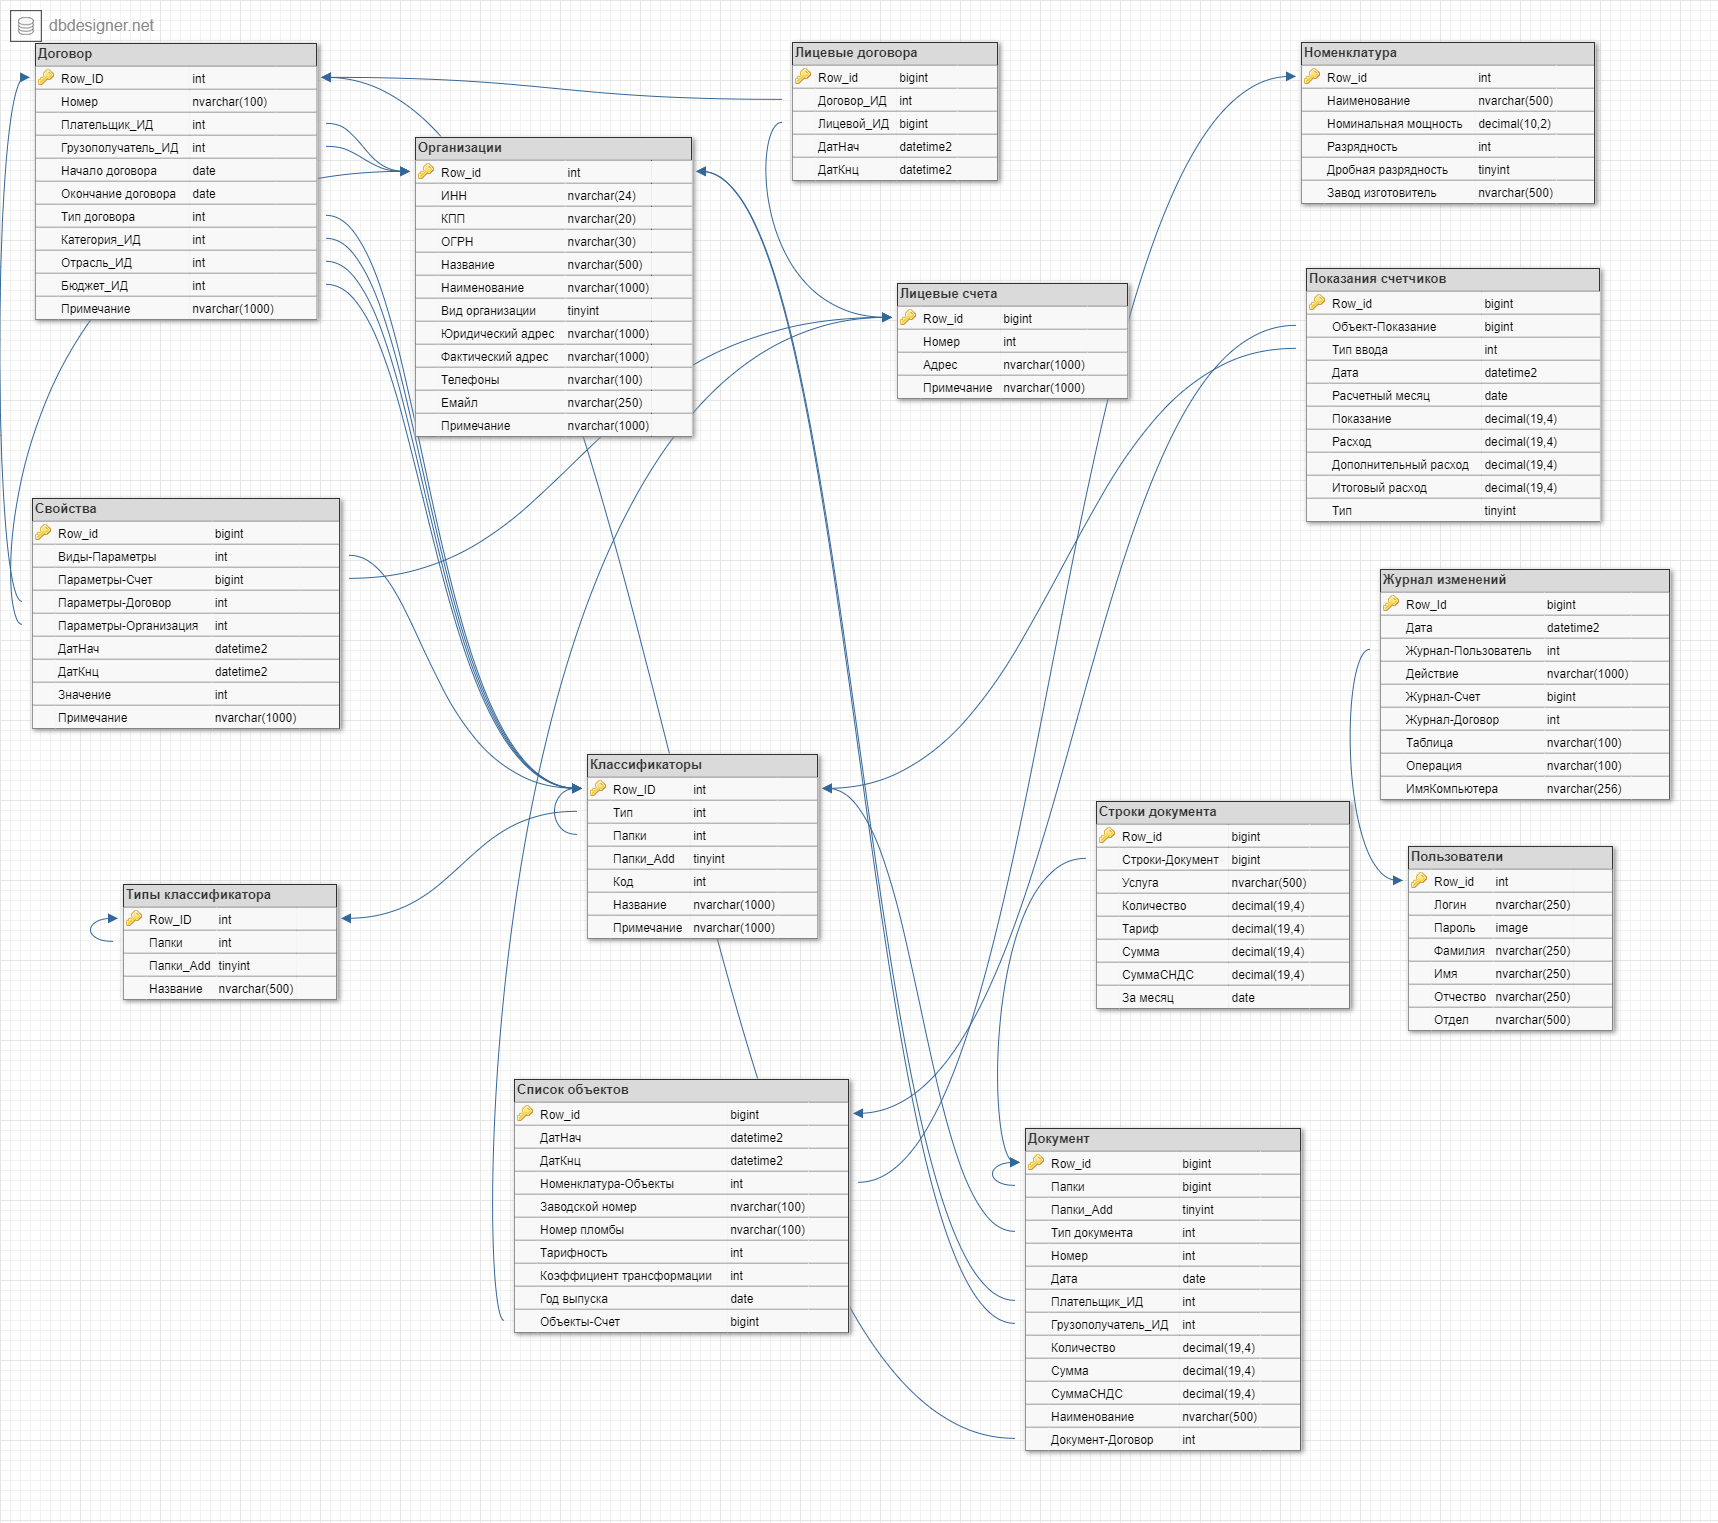 dbdesigner.net
Договор
Row_ID int
Номер nvarchar(100)
Плательщик_ИД int
Грузополучатель_ИД int
Начало договора date
Окончание договора date
Тип договора int
Категория_ИД int
Отрасль_ИД int
Бюджет_ИД int
Примечание nvarchar(1000)
Организации
Row_id int
ИНН nvarchar(24)
КПП nvarchar(20)
ОГРН nvarchar(30)
Название nvarchar(500)
Наименование nvarchar(1000)
Вид организации tinyint
Юридический адрес nvarchar(1000)
Фактический адрес nvarchar(1000)
Телефоны nvarchar(100)
Емайл nvarchar(250)
Примечание nvarchar(1000)
Лицевые договора
Row_id bigint
Договор_ИД int
Лицевой_ИД bigint
ДатНач datetime2
ДатКнц datetime2
Номенклатура
Row_id int
Наименование nvarchar(500)
Номинальная мощность decimal(10,2)
Разрядность int
Дробная разрядность tinyint
Завод изготовитель nvarchar(500)
Лицевые счета
Row_id bigint
Номер int
Адрес nvarchar(1000)
Примечание nvarchar(1000)
Показания счетчиков
Row_id bigint
Объект-Показание bigint
Тип ввода int
Дата datetime2
Расчетный месяц date
Показание decimal(19,4)
Расход decimal(19,4)
Дополнительный расход decimal(19,4)
Итоговый расход decimal(19,4)
Тип tinyint
Свойства
Row_id bigint
Виды-Параметры int
Параметры-Счет bigint
Параметры-Договор int
Параметры-Организация int
ДатНач datetime2
ДатКнц datetime2
Значение int
Примечание nvarchar(1000)
Журнал изменений
Row_Id bigint
Дата datetime2
Журнал-Пользователь int
Действие nvarchar(1000)
Журнал-Счет bigint
Журнал-Договор int
Таблица nvarchar(100)
Операция nvarchar(100)
ИмяКомпьютера nvarchar(256)
Классификаторы
Row_ID int
Тип int
Папки int
Папки_Add tinyint
Код int
Название nvarchar(1000)
Примечание nvarchar(1000)
Строки документа
Row_id bigint
Строки-Документ bigint
Услуга nvarchar(500)
Количество decimal(19,4)
Тариф decimal(19,4)
Сумма decimal(19,4)
СуммаСНДС decimal(19,4)
За месяц date
Пользователи
Row_id int
Логин nvarchar(250)
Пароль image
Фамилия nvarchar(250)
Имя nvarchar(250)
Отчество nvarchar(250)
Отдел nvarchar(500)
Типы классификатора
Row_ID int
Папки int
Папки_Add tinyint
Название nvarchar(500)
Список объектов
Row_id bigint
ДатНач datetime2
ДатКнц datetime2
Номенклатура-Объекты int
Заводской номер nvarchar(100)
Номер пломбы nvarchar(100)
Тарифность int
Коэффициент трансформации int
Год выпуска date
Объекты-Счет bigint
Документ
Row_id bigint
Папки bigint
Папки_Add tinyint
Тип документа int
Номер int
Дата date
Плательщик_ИД int
Грузополучатель_ИД int
Количество decimal(19,4)
Сумма decimal(19,4)
СуммаСНДС decimal(19,4)
Наименование nvarchar(500)
Документ-Договор int